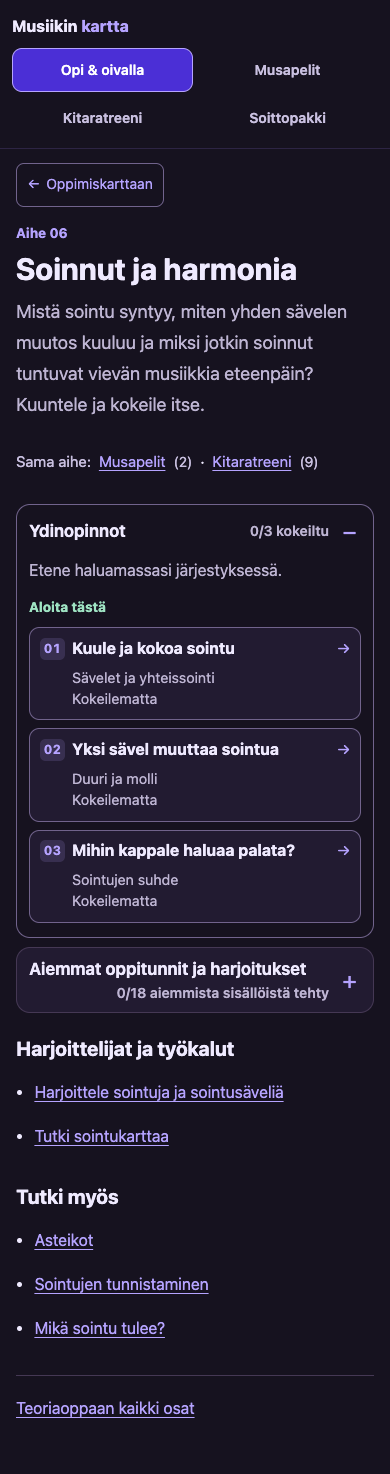 Musiikin kartta
Opi & oivalla
Musapelit
Kitaratreeni
Soittopakki
← Oppimiskarttaan
Aihe 06
Soinnut ja harmonia
Mistä sointu syntyy, miten yhden sävelen
muutos kuuluu ja miksi jotkin soinnut
tuntuvat vievän musiikkia eteenpäin?
Kuuntele ja kokeile itse.
Sama aihe: Musapelit (2) · Kitaratreeni (9)
Ydinopinnot 0/3 kokeiltu −
Etene haluamassasi järjestyksessä.
Aloita tästä
01 Kuule ja kokoa sointu →
Sävelet ja yhteissointi
Kokeilematta
02 Yksi sävel muuttaa sointua →
Duuri ja molli
Kokeilematta
03 Mihin kappale haluaa palata? →
Sointujen suhde
Kokeilematta
Aiemmat oppitunnit ja harjoitukset +
0/18 aiemmista sisällöistä tehty
Harjoittelijat ja työkalut
• Harjoittele sointuja ja sointusäveliä
• Tutki sointukarttaa
Tutki myös
• Asteikot
• Sointujen tunnistaminen
• Mikä sointu tulee?
Teoriaoppaan kaikki osat